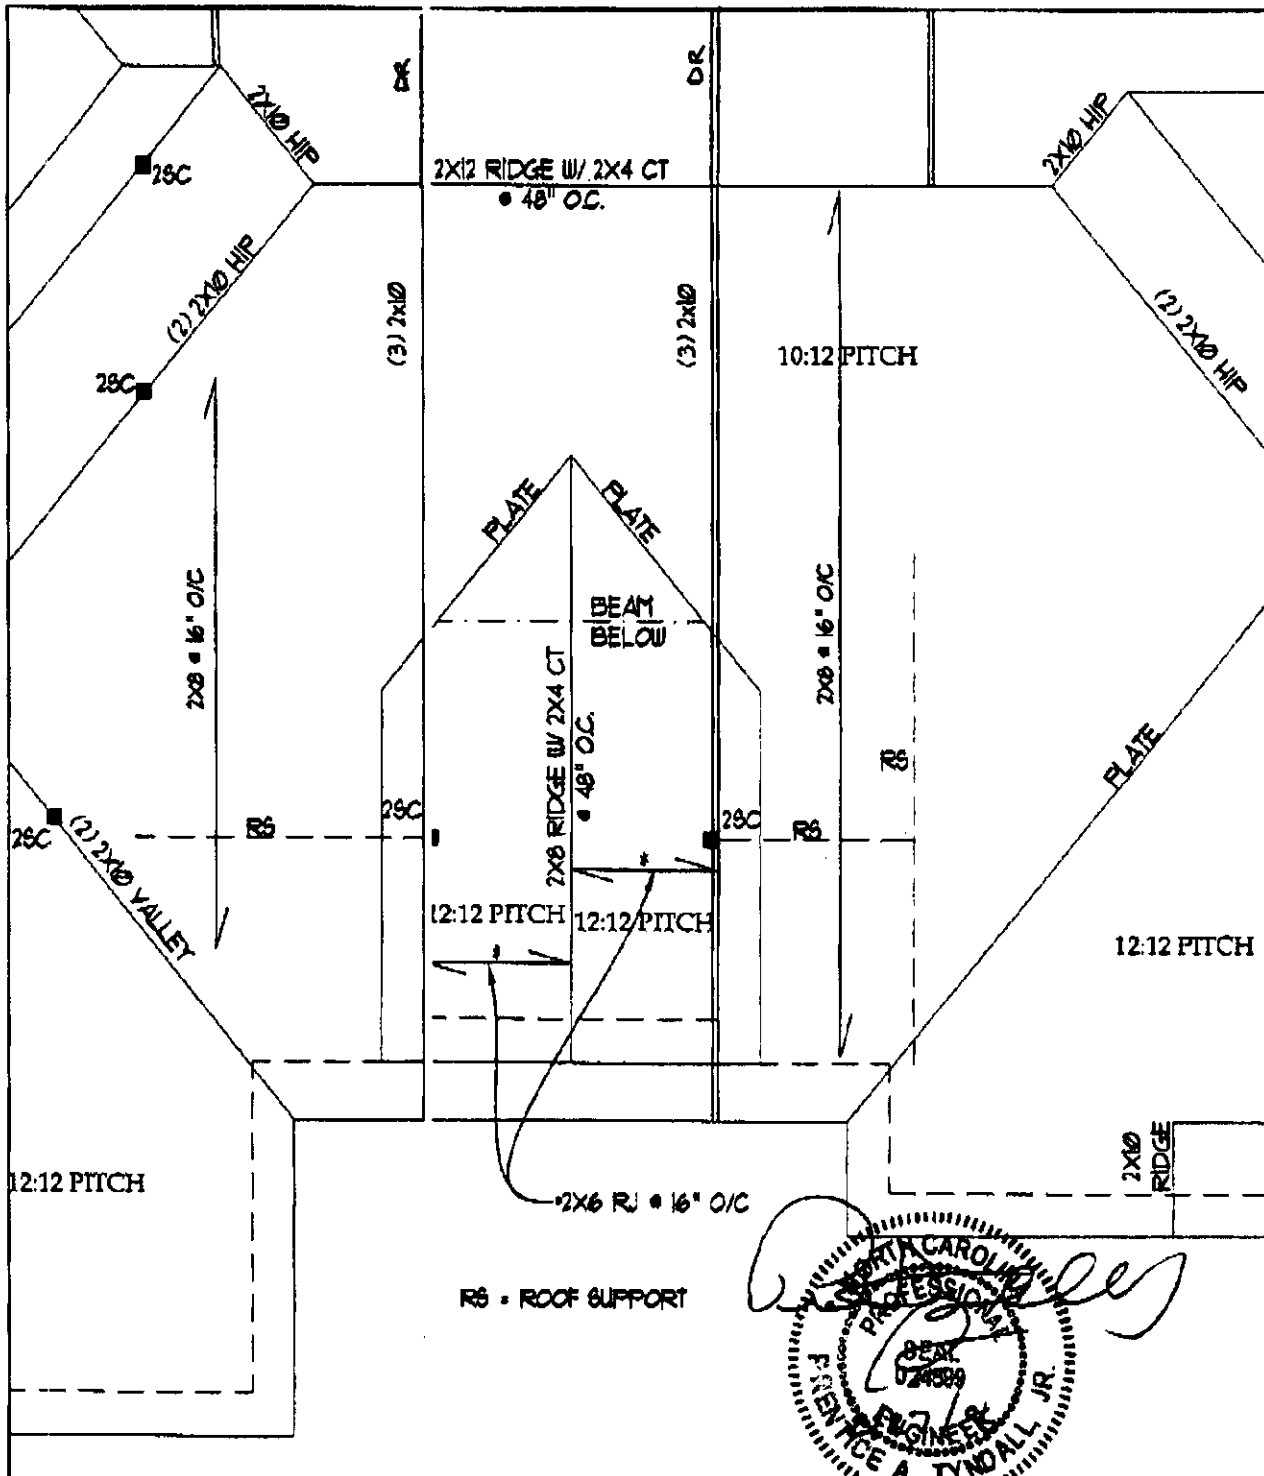 DR
DR
2X10 HIP
2X10 HIP
2SC
2X12 RIDGE W/ 2X4 CT
@ 48" O.C.
(2) 2X10 HIP
(3) 2x10
(3) 2x10
10:12 PITCH
(2) 2X10 HIP
2SC
PLATE
PLATE
2X8 @ 16" O/C
BEAM
BELOW
2X8 RIDGE W/ 2X4 CT
@ 48" O.C.
2X8 @ 16" O/C
PLATE
RS
2SC
2SC
2SC
RS
RS
(2) 2X10 VALLEY
12:12 PITCH
12:12 PITCH
12:12 PITCH
2X10
RIDGE
12:12 PITCH
*2X6 RJ @ 16" O/C
RS = ROOF SUPPORT
NORTH CAROLINA
PROFESSIONAL
SEAL
ENGINEER
A. TYNDALL, JR.